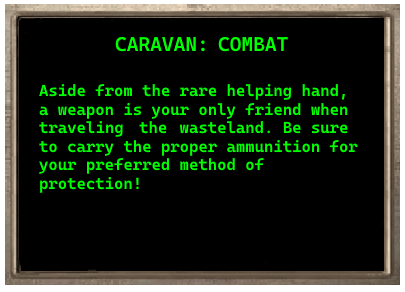 CARAVAN: COMBAT
Aside from the rare helping hand,
a weapon is your only friend when
traveling the wasteland. Be sure
to carry the proper ammunition for
your preferred method of
protection!